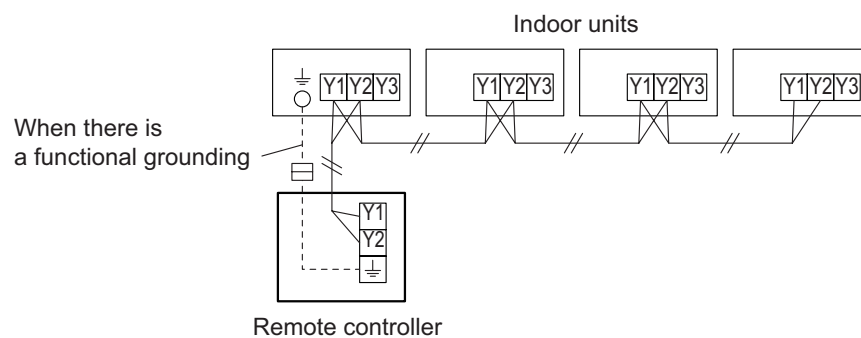 Indoor units
Y1 Y2 Y3 Y1 Y2 Y3 Y1 Y2 Y3 Y1 Y2 Y3
When there is
a functional grounding
Y1
Y2
Remote controller